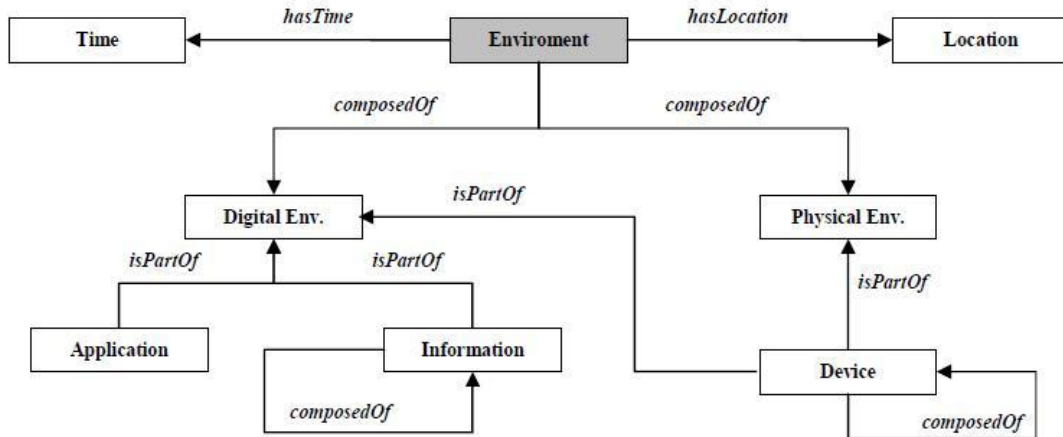 hasTime
hasLocation
Time
Enviroment
Location
composedOf
composedOf
isPartOf
Digital Env.
Physical Env.
isPartOf
isPartOf
isPartOf
Application
Information
Device
composedOf
composedOf